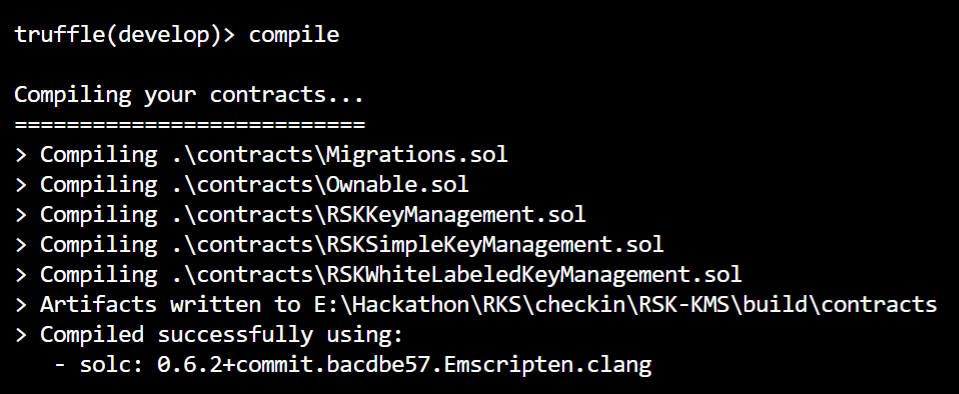 truffle(develop)> compile
Compiling your contracts...
===========================
> Compiling .\contracts\Migrations.sol
> Compiling .\contracts\Ownable.sol
> Compiling .\contracts\RSKKeyManagement.sol
> Compiling .\contracts\RSKSimpleKeyManagement.sol
> Compiling .\contracts\RSKWhiteLabeledKeyManagement.sol
> Artifacts written to E:\Hackathon\RKS\checkin\RSK-KMS\build\contracts
> Compiled successfully using:
   - solc: 0.6.2+commit.bacdbe57.Emscripten.clang